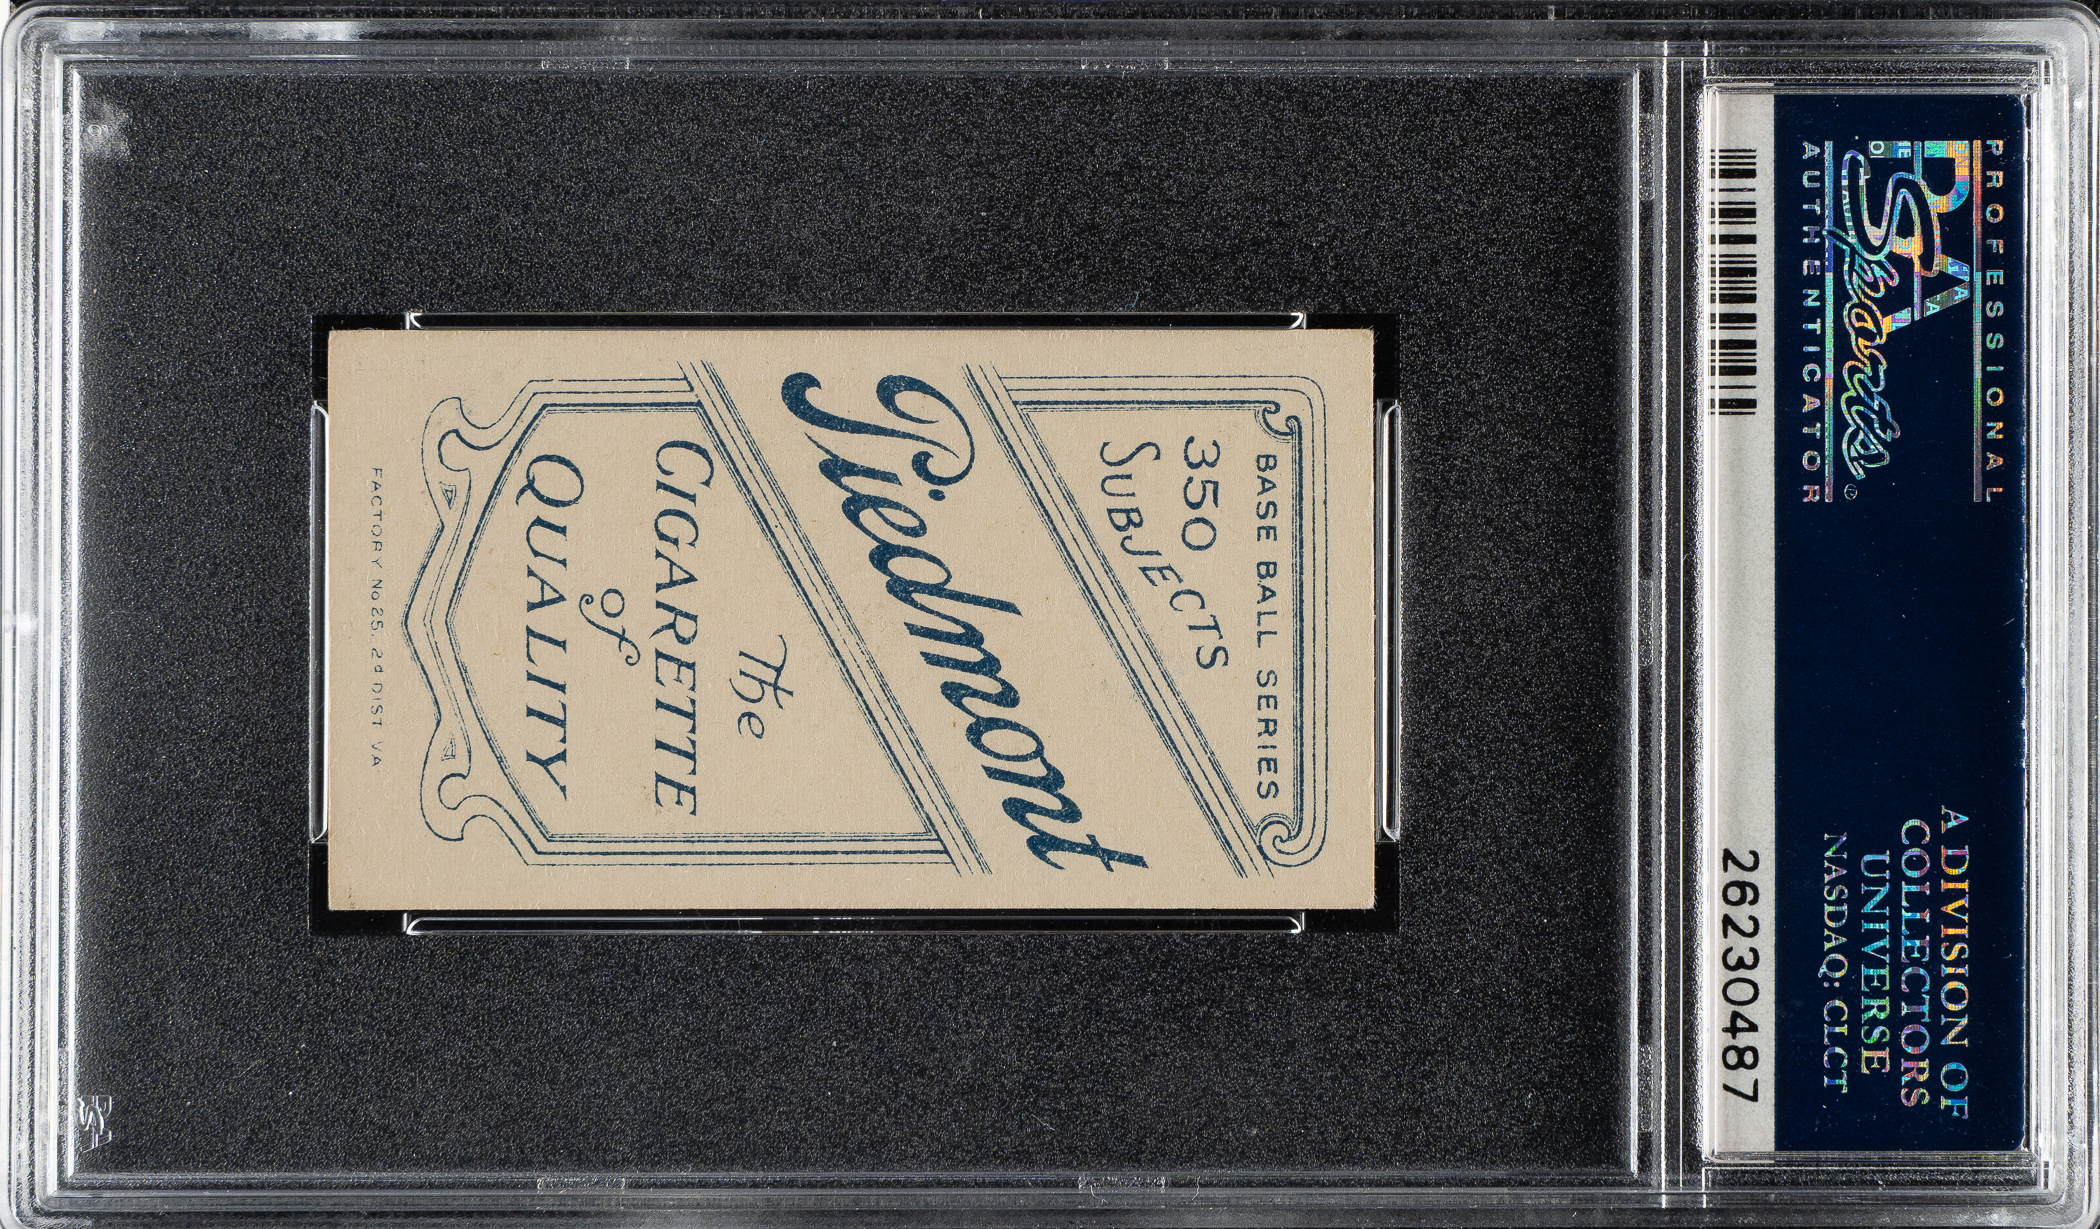 PROFESSIONAL
PSA
Sports®
AUTHENTICATOR
A DIVISION OF
COLLECTORS
UNIVERSE
NASDAQ: CLCT
26230487
BASE BALL SERIES
350
SUBJECTS
Piedmont
The
CIGARETTE
of
QUALITY
FACTORY No 25, 2d DIST. VA
PSA